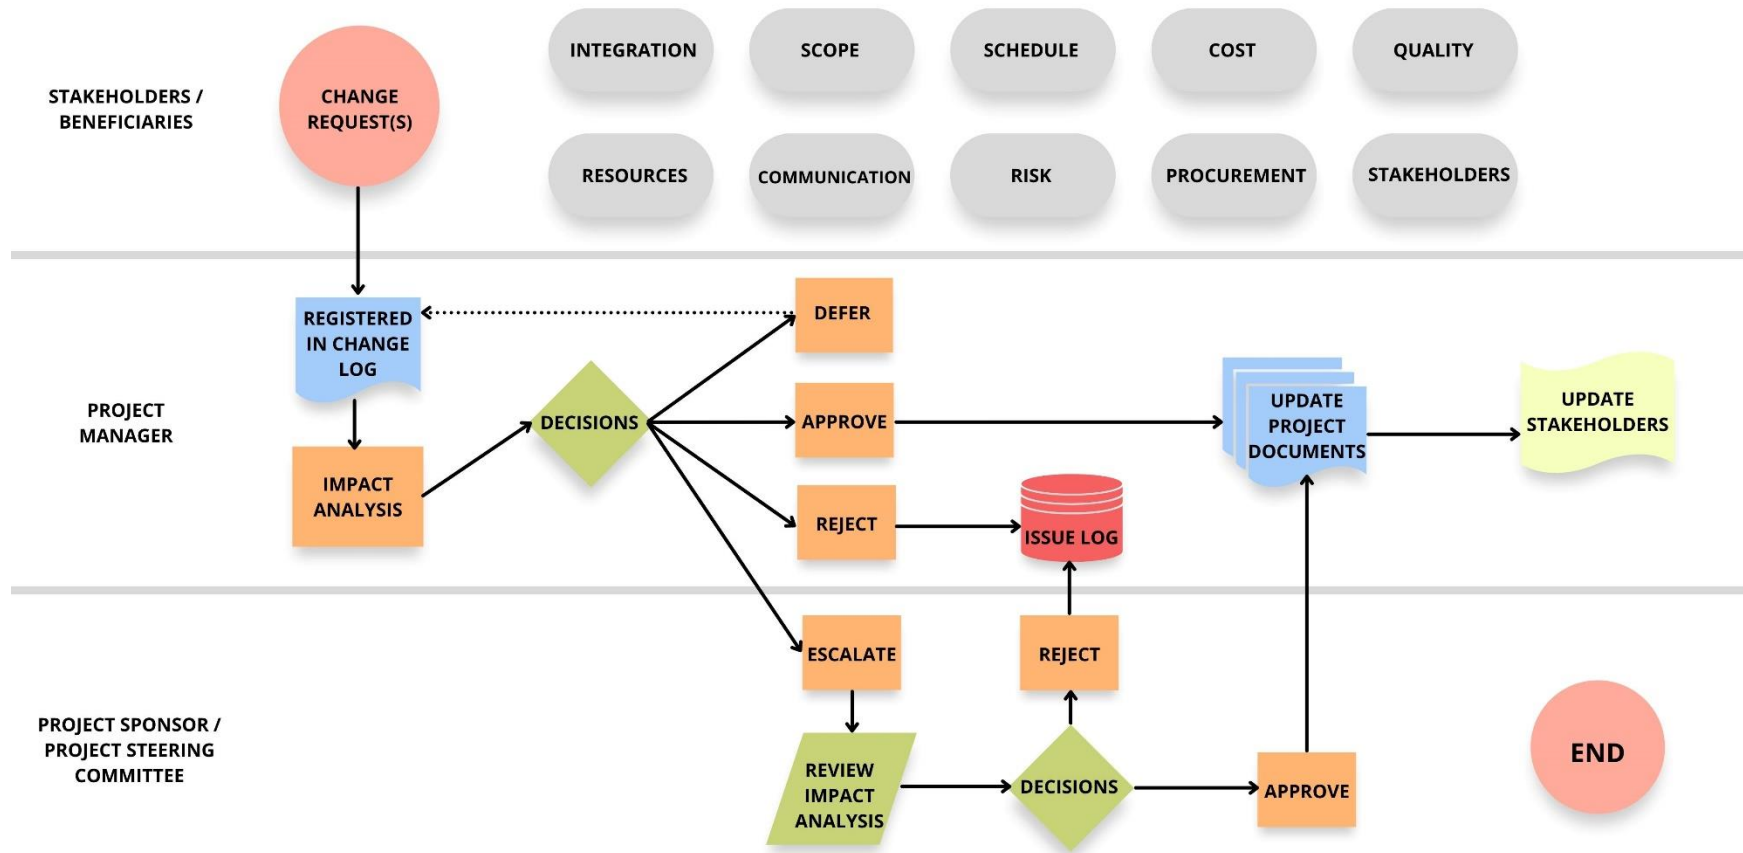 STAKEHOLDERS /
BENEFICIARIES
CHANGE
REQUEST(S)
INTEGRATION
SCOPE
SCHEDULE
COST
QUALITY
RESOURCES
COMMUNICATION
RISK
PROCUREMENT
STAKEHOLDERS
PROJECT
MANAGER
REGISTERED
IN CHANGE
LOG
IMPACT
ANALYSIS
DECISIONS
DEFER
APPROVE
REJECT
ISSUE LOG
UPDATE
PROJECT
DOCUMENTS
UPDATE
STAKEHOLDERS
PROJECT SPONSOR /
PROJECT STEERING
COMMITTEE
ESCALATE
REVIEW
IMPACT
ANALYSIS
DECISIONS
REJECT
APPROVE
END